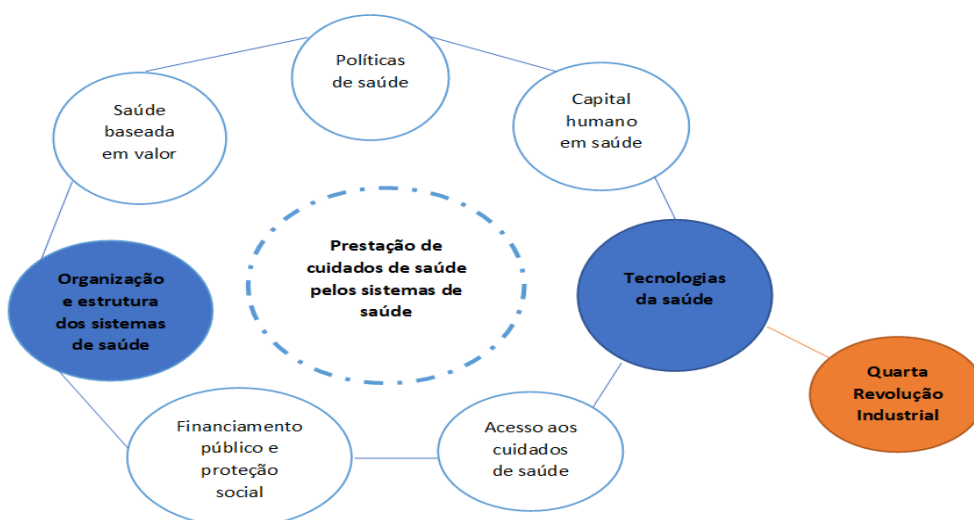 Políticas
de saúde
Saúde
baseada
em valor
Capital
humano
em saúde
Prestação de
cuidados de saúde
pelos sistemas de
saúde
Organização
e estrutura
dos sistemas
de saúde
Tecnologias
da saúde
Quarta
Revolução
Industrial
Financiamento
público e
proteção
social
Acesso aos
cuidados
de saúde